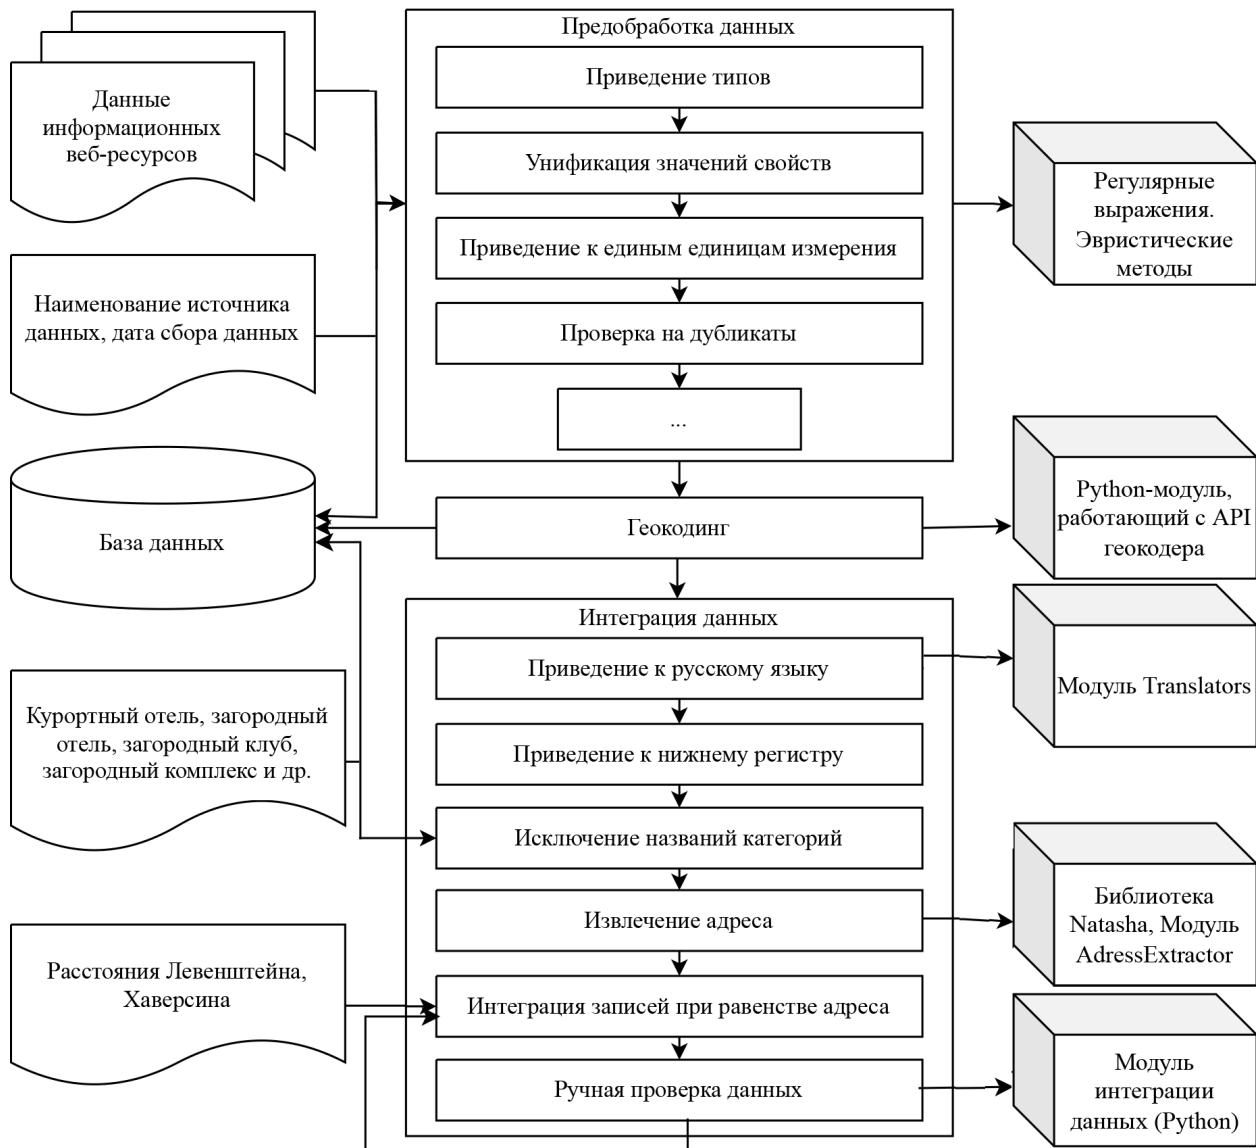 Данные
информационных
веб-ресурсов
Наименование источника
данных, дата сбора данных
База данных
Курортный отель, загородный
отель, загородный клуб,
загородный комплекс и др.
Расстояния Левенштейна,
Хаверсина
Предобработка данных
Приведение типов
Унификация значений свойств
Приведение к единым единицам измерения
Проверка на дубликаты
...
Геокодинг
Интеграция данных
Приведение к русскому языку
Приведение к нижнему регистру
Исключение названий категорий
Извлечение адреса
Интеграция записей при равенстве адреса
Ручная проверка данных
Регулярные
выражения.
Эвристические
методы
Python-модуль,
работающий с API
геокодера
Модуль Translators
Библиотека
Natasha, Модуль
AdressExtractor
Модуль
интеграции
данных (Python)